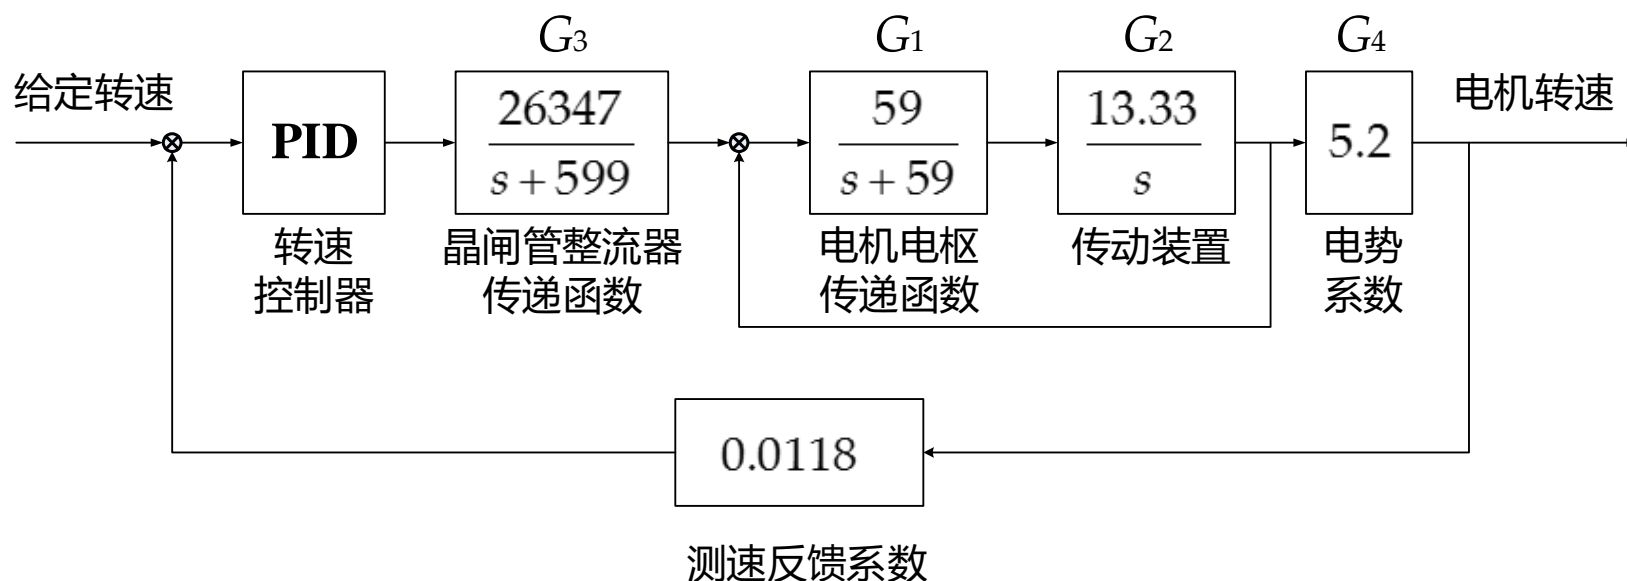 G3
G1
G2
G4
给定转速
PID
26347
s + 599
59
s + 59
13.33
s
5.2
电机转速
转速
控制器
晶闸管整流器
传递函数
电机电枢
传递函数
传动装置
电势
系数
0.0118
测速反馈系数